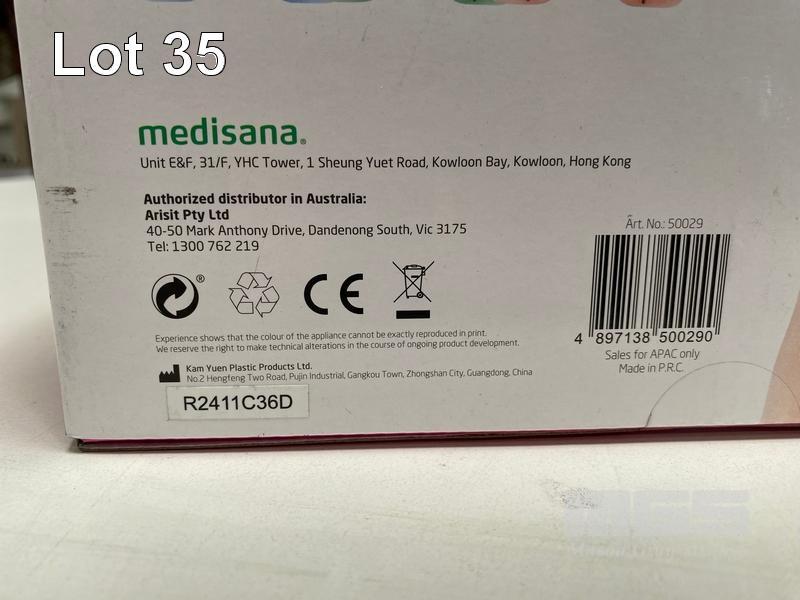 Lot 35
medisana®
Unit E&F, 31/F, YHC Tower, 1 Sheung Yuet Road, Kowloon Bay, Kowloon, Hong Kong
Authorized distributor in Australia:
Arisit Pty Ltd
40-50 Mark Anthony Drive, Dandenong South, Vic 3175
Tel: 1300 762 219
Art. No.: 50029
®
CE
4 897138 500290
Experience shows that the colour of the appliance cannot be exactly reproduced in print.
We reserve the right to make technical alterations in the course of ongoing product development.
Sales for APAC only
Made in P.R.C.
Kam Yuen Plastic Products Ltd.
No.2 Hengfeng Two Road, Pujin Industrial, Gangkou Town, Zhongshan City, Guangdong, China
R2411C36D
MCS